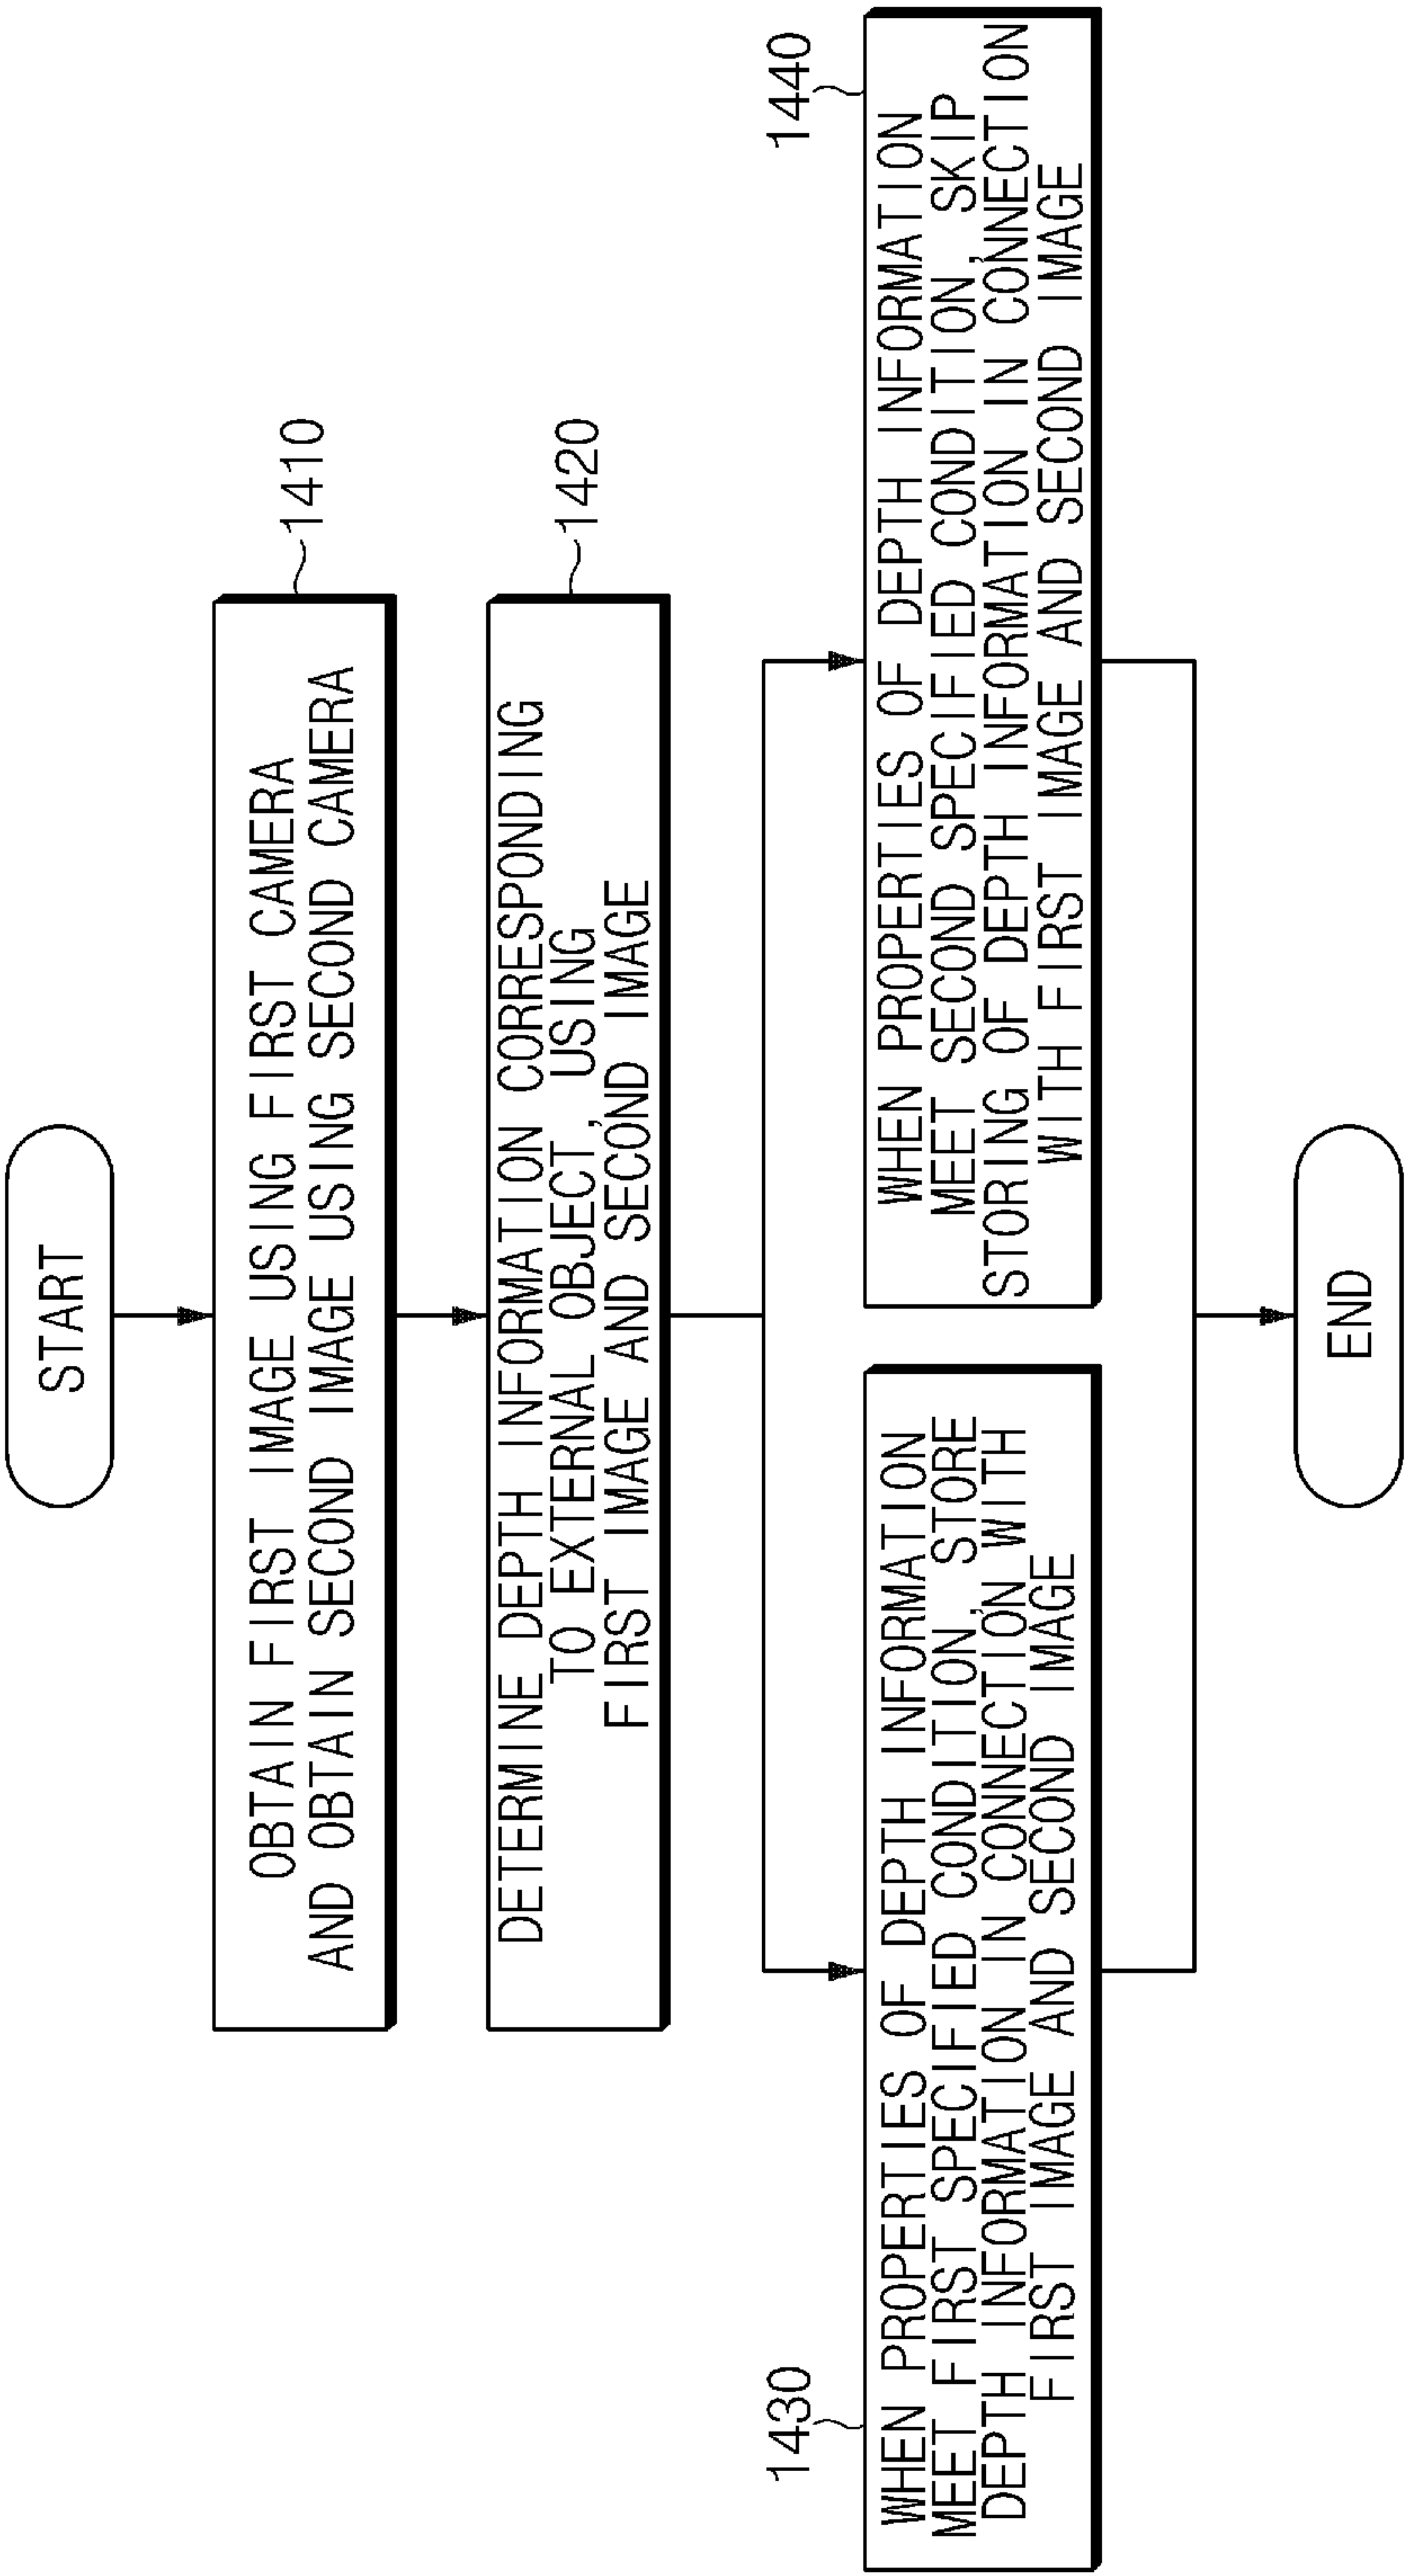 START
1410
OBTAIN FIRST IMAGE USING FIRST CAMERA
AND OBTAIN SECOND IMAGE USING SECOND CAMERA
1420
DETERMINE DEPTH INFORMATION CORRESPONDING
TO EXTERNAL OBJECT, USING
FIRST IMAGE AND SECOND IMAGE
1430
WHEN PROPERTIES OF DEPTH INFORMATION
MEET FIRST SPECIFIED CONDITION, STORE
DEPTH INFORMATION IN CONNECTION WITH
FIRST IMAGE AND SECOND IMAGE
1440
WHEN PROPERTIES OF DEPTH INFORMATION
MEET SECOND SPECIFIED CONDITION, SKIP
STORING OF DEPTH INFORMATION IN CONNECTION
WITH FIRST IMAGE AND SECOND IMAGE
END